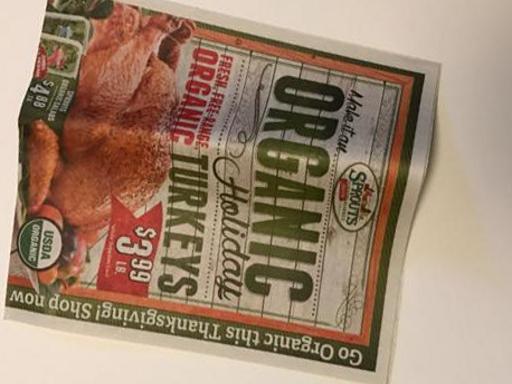 Make it an
SPROUTS
ORGANIC
Holiday
FRESH, FREE-RANGE
ORGANIC
TURKEYS
$3.99
LB.
USDA
ORGANIC
$4.88
Go Organic this Thanksgiving! Shop now